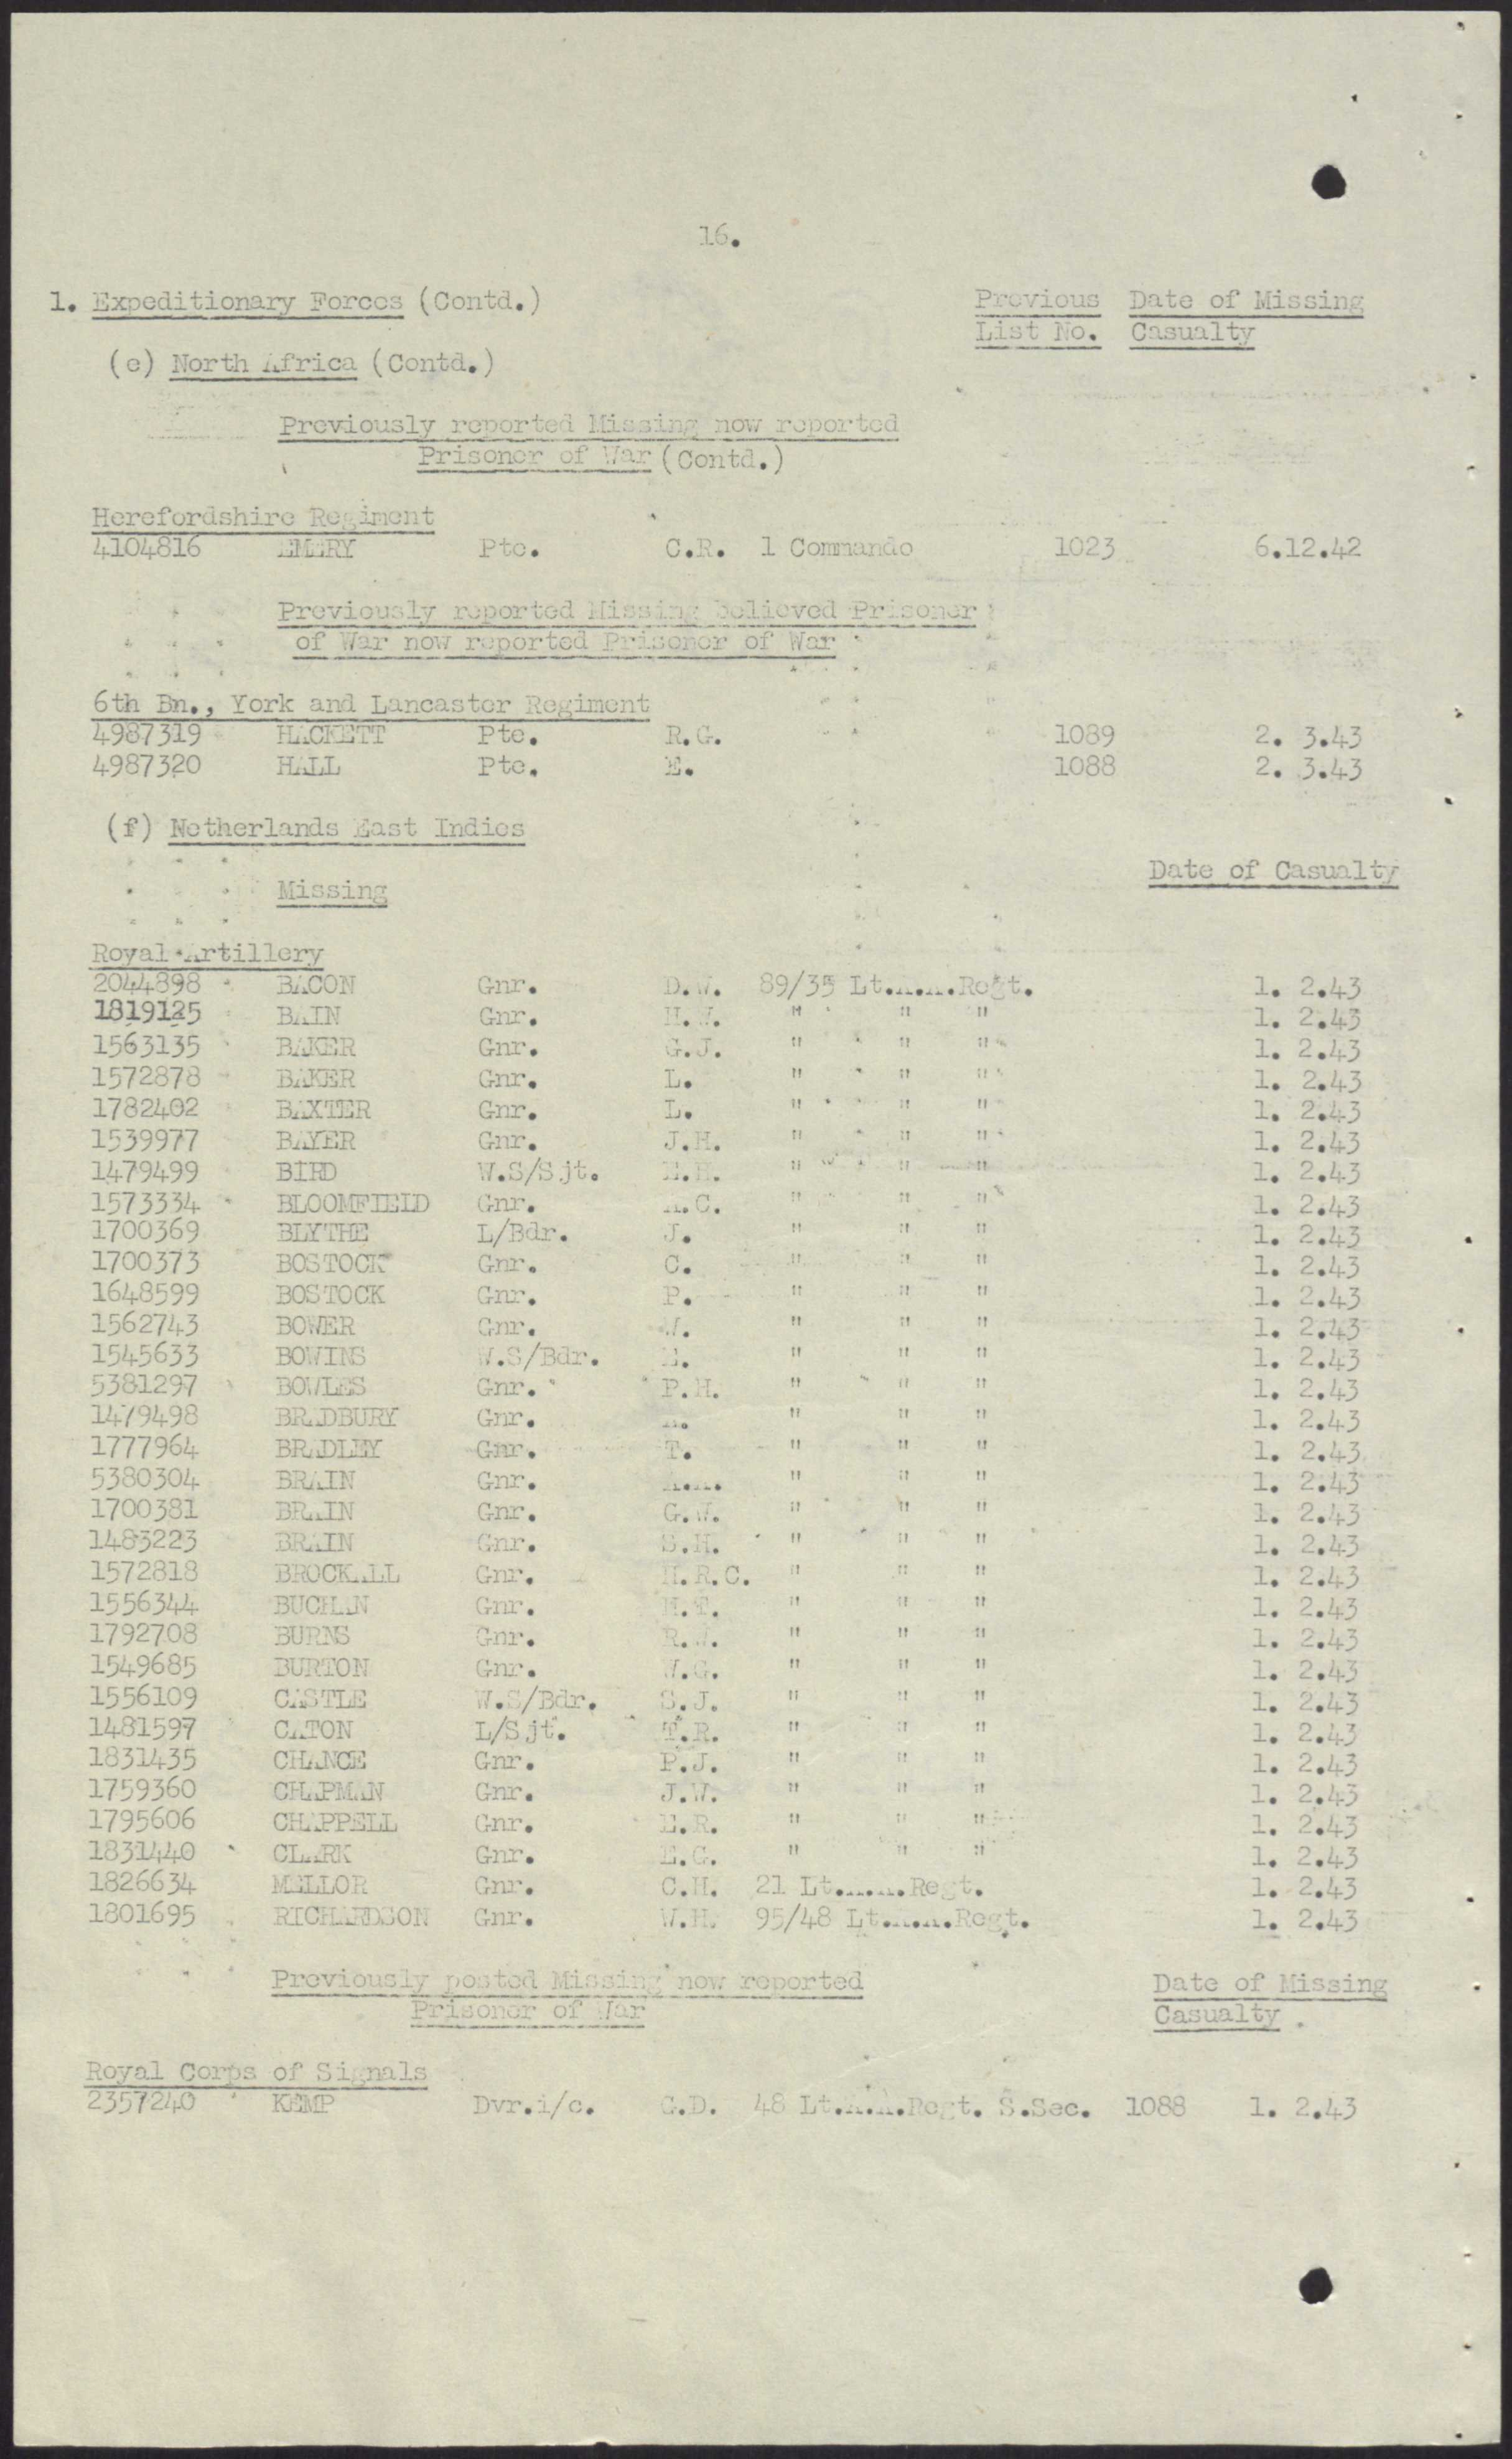 16.
1. Expeditionary Forces (Contd.) Previous Date of Missing
List No. Casualty
(e) North Africa (Contd.)
Previously reported Missing now reported
Prisoner of War (Contd.)
Herefordshire Regiment
4104816 EMERY Pte. C.R. 1 Commando 1023 6.12.42
Previously reported Missing believed Prisoner
of War now reported Prisoner of War
6th Bn., York and Lancaster Regiment
4987319 HACKETT Pte. R.G. 1089 2. 3.43
4987320 HALL Pte. E. 1088 2. 3.43
(f) Netherlands East Indies
Date of Casualty
Missing
Royal Artillery
2044898 BACON Gnr. D.W. 89/35 Lt.A.A.Regt. 1. 2.43
1819125 BAIN Gnr. H.W. " " " 1. 2.43
1563135 BAKER Gnr. G.J. " " " 1. 2.43
1572878 BAKER Gnr. L. " " " 1. 2.43
1782402 BAXTER Gnr. L. " " " 1. 2.43
1539977 BAYER Gnr. J.H. " " " 1. 2.43
1479499 BIRD W.S/Sjt. E.H. " " " 1. 2.43
1573334 BLOOMFIELD Gnr. A.C. " " " 1. 2.43
1700369 BLYTHE L/Bdr. J. " " " 1. 2.43
1700373 BOSTOCK Gnr. C. " " " 1. 2.43
1648599 BOSTOCK Gnr. P. " " " 1. 2.43
1562743 BOWER Gnr. W. " " " 1. 2.43
1545633 BOWINS W.S/Bdr. E. " " " 1. 2.43
5381297 BOWLES Gnr. P.H. " " " 1. 2.43
1479498 BRADBURY Gnr. A. " " " 1. 2.43
1777964 BRADLEY Gnr. T. " " " 1. 2.43
5380304 BRAIN Gnr. A.A. " " " 1. 2.43
1700381 BRAIN Gnr. G.W. " " " 1. 2.43
1483223 BRAIN Gnr. S.H. " " " 1. 2.43
1572818 BROCKALL Gnr. H.R.C. " " " 1. 2.43
1556344 BUCHAN Gnr. H.T. " " " 1. 2.43
1792708 BURNS Gnr. R.W. " " " 1. 2.43
1549685 BURTON Gnr. W.G. " " " 1. 2.43
1556109 CASTLE W.S/Bdr. S.J. " " " 1. 2.43
1481597 CATON L/Sjt. T.R. " " " 1. 2.43
1831435 CHANCE Gnr. P.J. " " " 1. 2.43
1759360 CHAPMAN Gnr. J.W. " " " 1. 2.43
1795606 CHAPPELL Gnr. E.R. " " " 1. 2.43
1831440 CLARK Gnr. E.G. " " " 1. 2.43
1826634 MELLOR Gnr. C.H. 21 Lt.A.A.Regt. 1. 2.43
1801695 RICHARDSON Gnr. W.H. 95/48 Lt.A.A.Regt. 1. 2.43
Previously posted Missing now reported Date of Missing
Prisoner of War Casualty
Royal Corps of Signals
2357240 KEMP Dvr.i/c. G.D. 48 Lt.A.A.Regt. S.Sec. 1088 1. 2.43